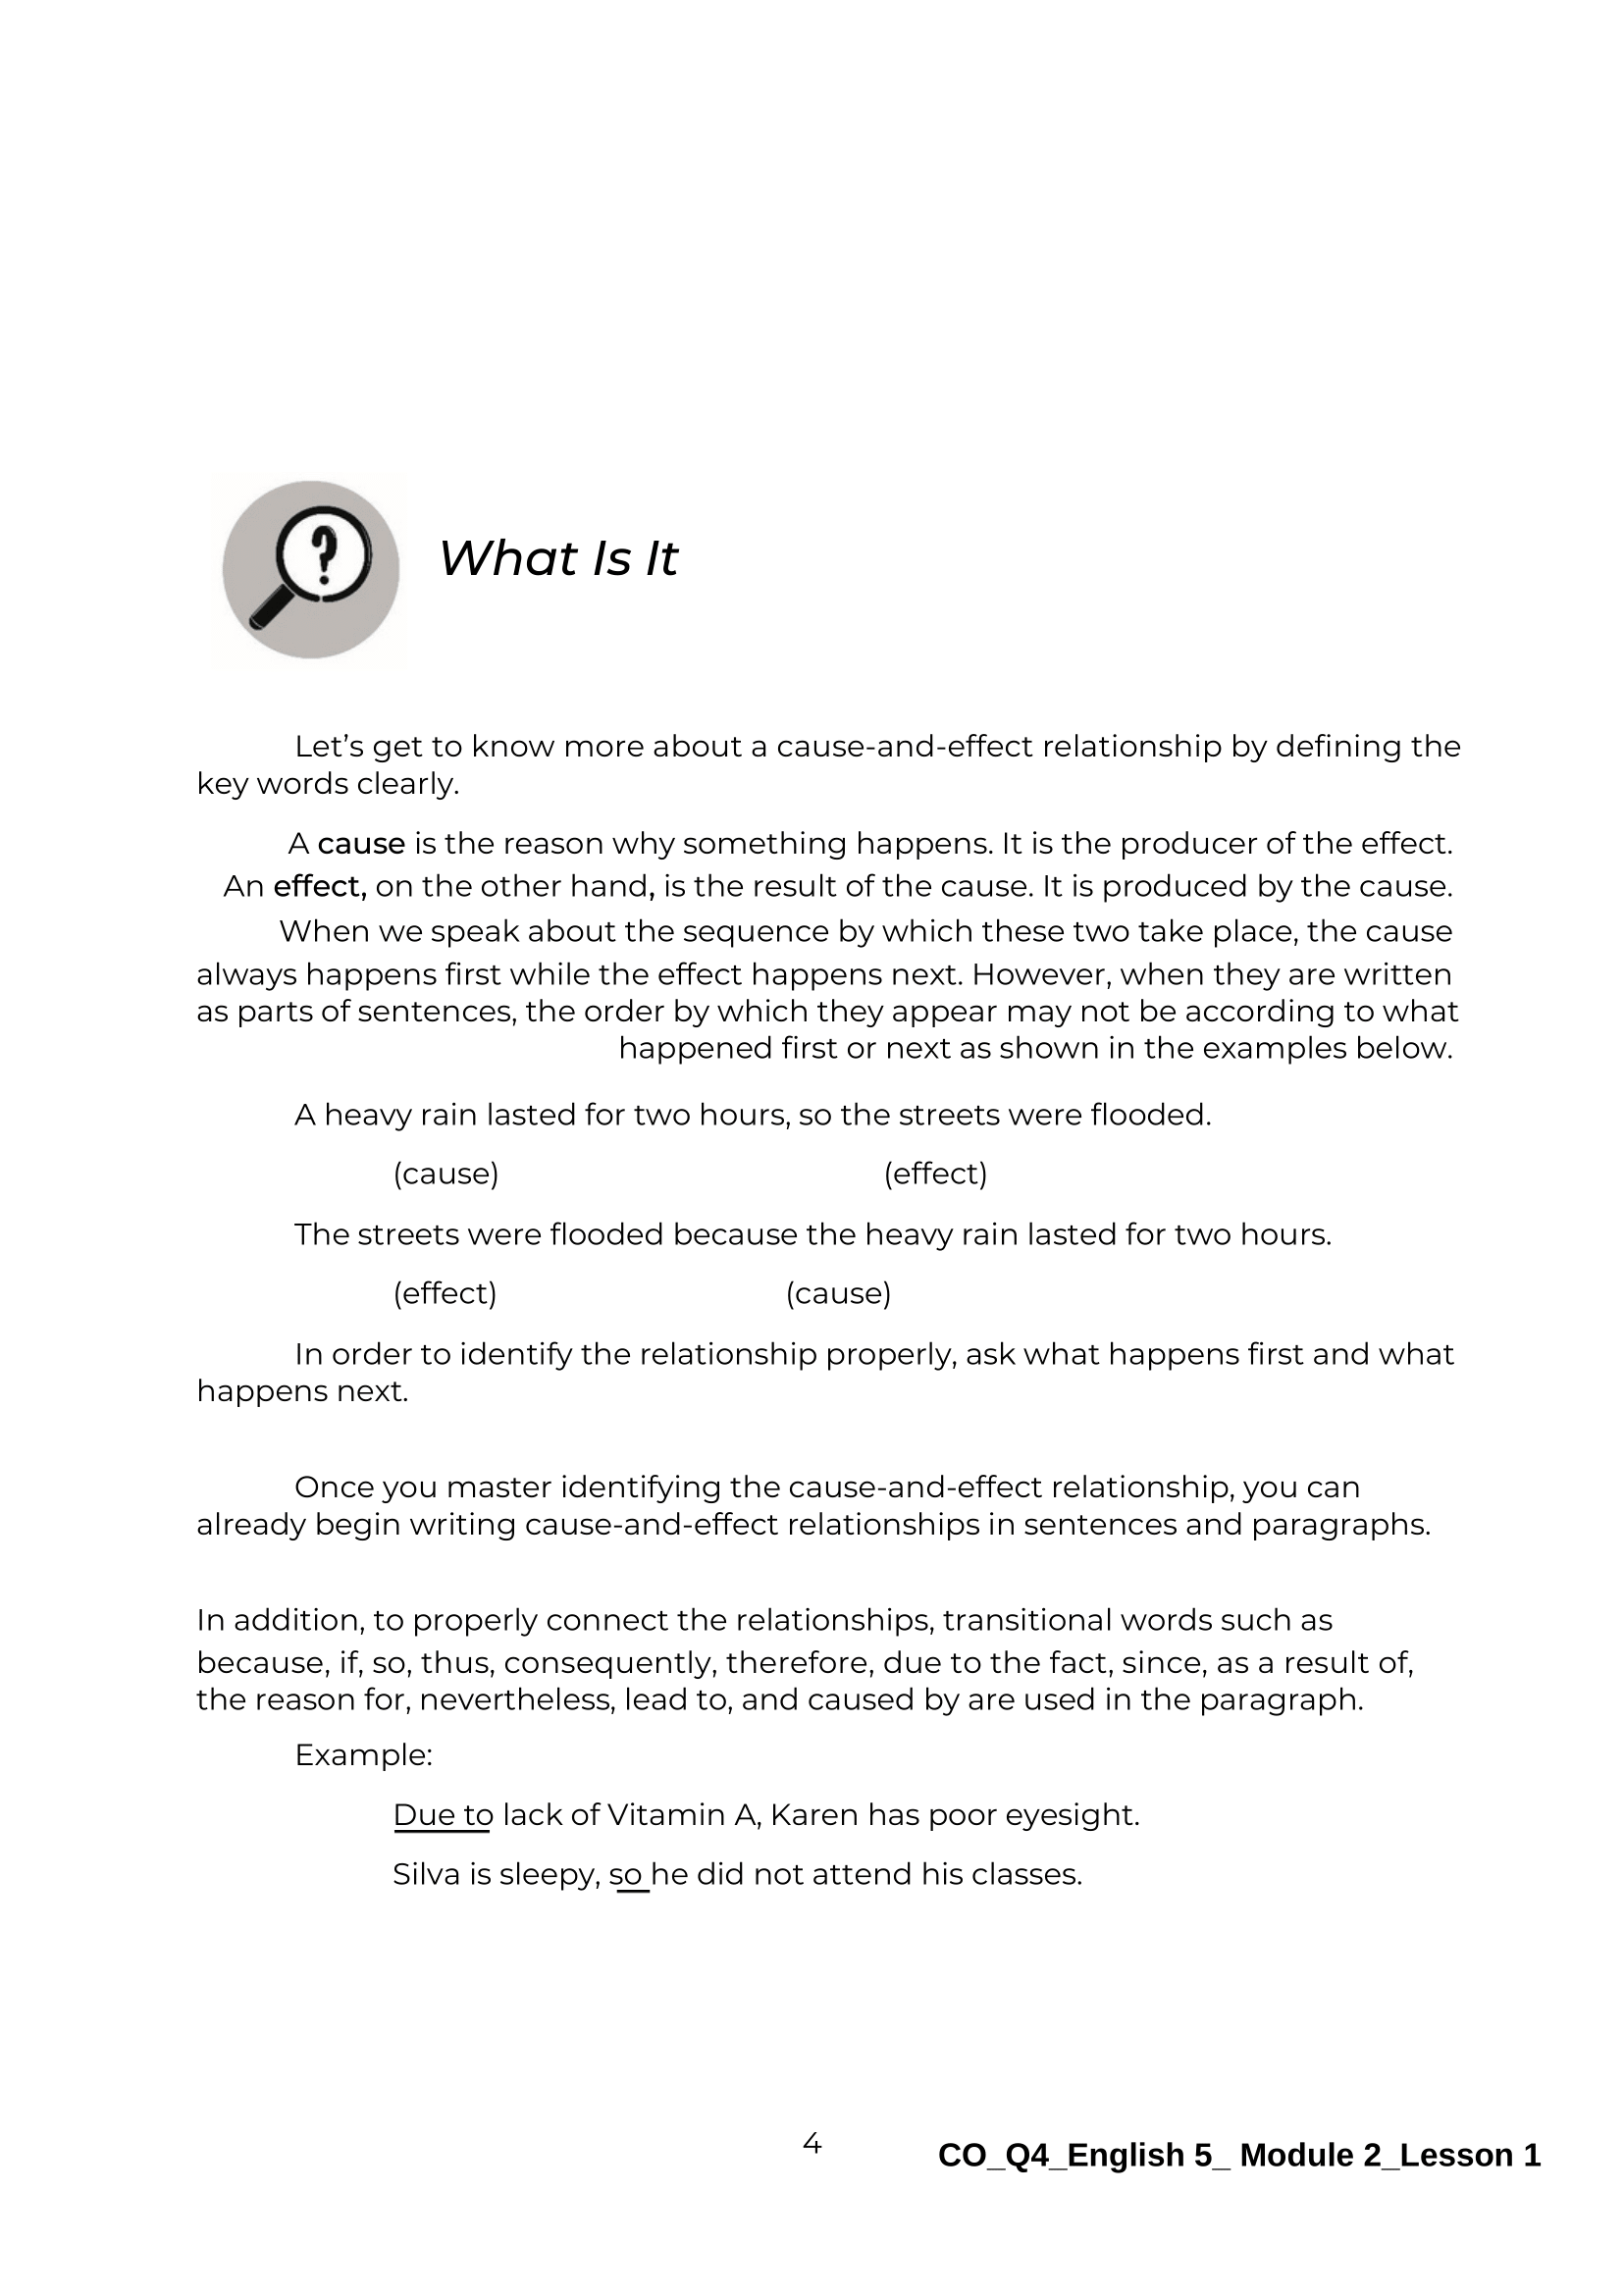 What Is It
Let’s get to know more about a cause-and-effect relationship by defining the
key words clearly.
A cause is the reason why something happens. It is the producer of the effect.
An effect, on the other hand, is the result of the cause. It is produced by the cause.
When we speak about the sequence by which these two take place, the cause
always happens first while the effect happens next. However, when they are written
as parts of sentences, the order by which they appear may not be according to what
happened first or next as shown in the examples below.
A heavy rain lasted for two hours, so the streets were flooded.
(cause) (effect)
The streets were flooded because the heavy rain lasted for two hours.
(effect) (cause)
In order to identify the relationship properly, ask what happens first and what
happens next.
Once you master identifying the cause-and-effect relationship, you can
already begin writing cause-and-effect relationships in sentences and paragraphs.
In addition, to properly connect the relationships, transitional words such as
because, if, so, thus, consequently, therefore, due to the fact, since, as a result of,
the reason for, nevertheless, lead to, and caused by are used in the paragraph.
Example:
Due to lack of Vitamin A, Karen has poor eyesight.
Silva is sleepy, so he did not attend his classes.
4
CO_Q4_English 5_ Module 2_Lesson 1